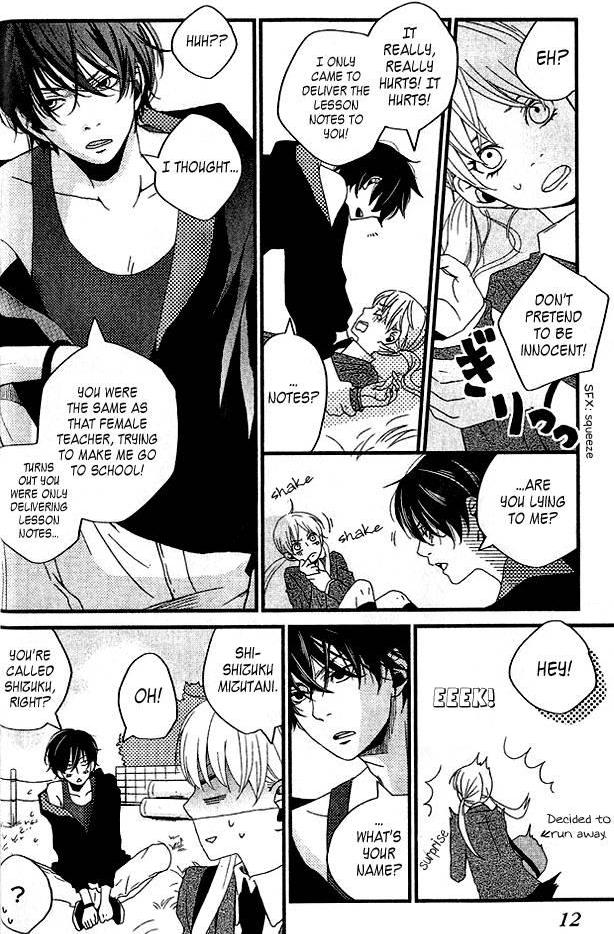 EH?
DON'T
PRETEND
TO BE
INNOCENT!
ぎりっっ
SFX: squeeze
IT
REALLY,
REALLY
HURTS! IT
HURTS!
I ONLY
CAME TO
DELIVER THE
LESSON
NOTES TO
YOU!
...
NOTES?
...ARE
YOU LYING
TO ME?
shake
shake
HUH??
I THOUGHT...
YOU WERE
THE SAME AS
THAT FEMALE
TEACHER, TRYING
TO MAKE ME GO
TO SCHOOL!
TURNS
OUT YOU
WERE ONLY
DELIVERING
LESSON
NOTES...
HEY!
EEEK!
Decided to
run away.
surprise
...
WHAT'S
YOUR
NAME?
SHI-
SHIZUKU
MIZUTANI.
OH!
YOU'RE
CALLED
SHIZUKU,
RIGHT?
?
12